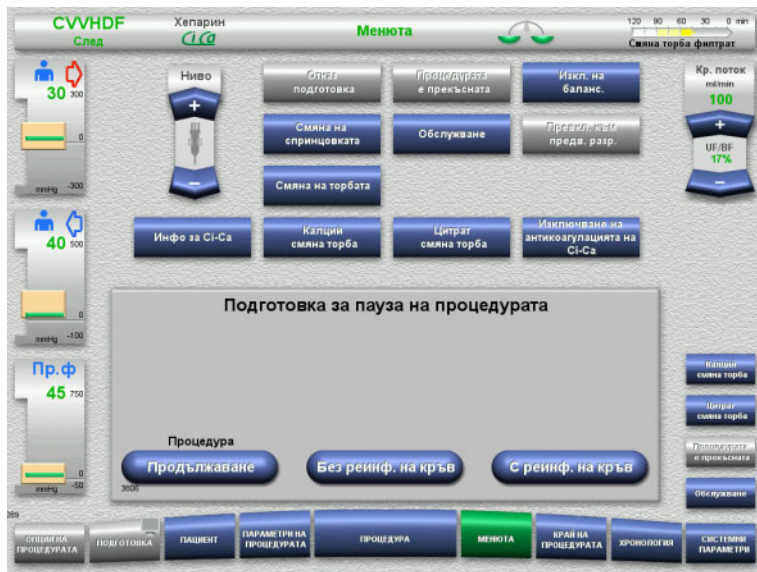 CVVHDF
След
Хепарин
CiCa
Менюта
120 90 60 30 0 min
Смяна торба филтрат
30 300
0
mmHg -300
Ниво
Отказ
подготовка
Процедурата
е прекъсната
Изкл. на
баланс.
Смяна на
спринцовката
Обслужване
Превкл. към
предв. разр.
Смяна на торбата
Кр. поток
ml/min
100
UF/BF
17%
Инфо за Ci-Ca
Калций
смяна торба
Цитрат
смяна торба
Изключване на
антикоагулацията на
Ci-Ca
40 500
0
mmHg -100
Подготовка за пауза на процедурата
Пр.ф
45 750
0
mmHg -50
Процедура
Продължаване
Без реинф. на кръв
С реинф. на кръв
3606
Калций
смяна торба
Цитрат
смяна торба
Процедурата
е прекъсната
Обслужване
289
ОПЦИИ НА
ПРОЦЕДУРАТА
ПОДГОТОВКА
ПАЦИЕНТ
ПАРАМЕТРИ НА
ПРОЦЕДУРАТА
ПРОЦЕДУРА
МЕНЮТА
КРАЙ НА
ПРОЦЕДУРАТА
ХРОНОЛОГИЯ
СИСТЕМНИ
ПАРАМЕТРИ